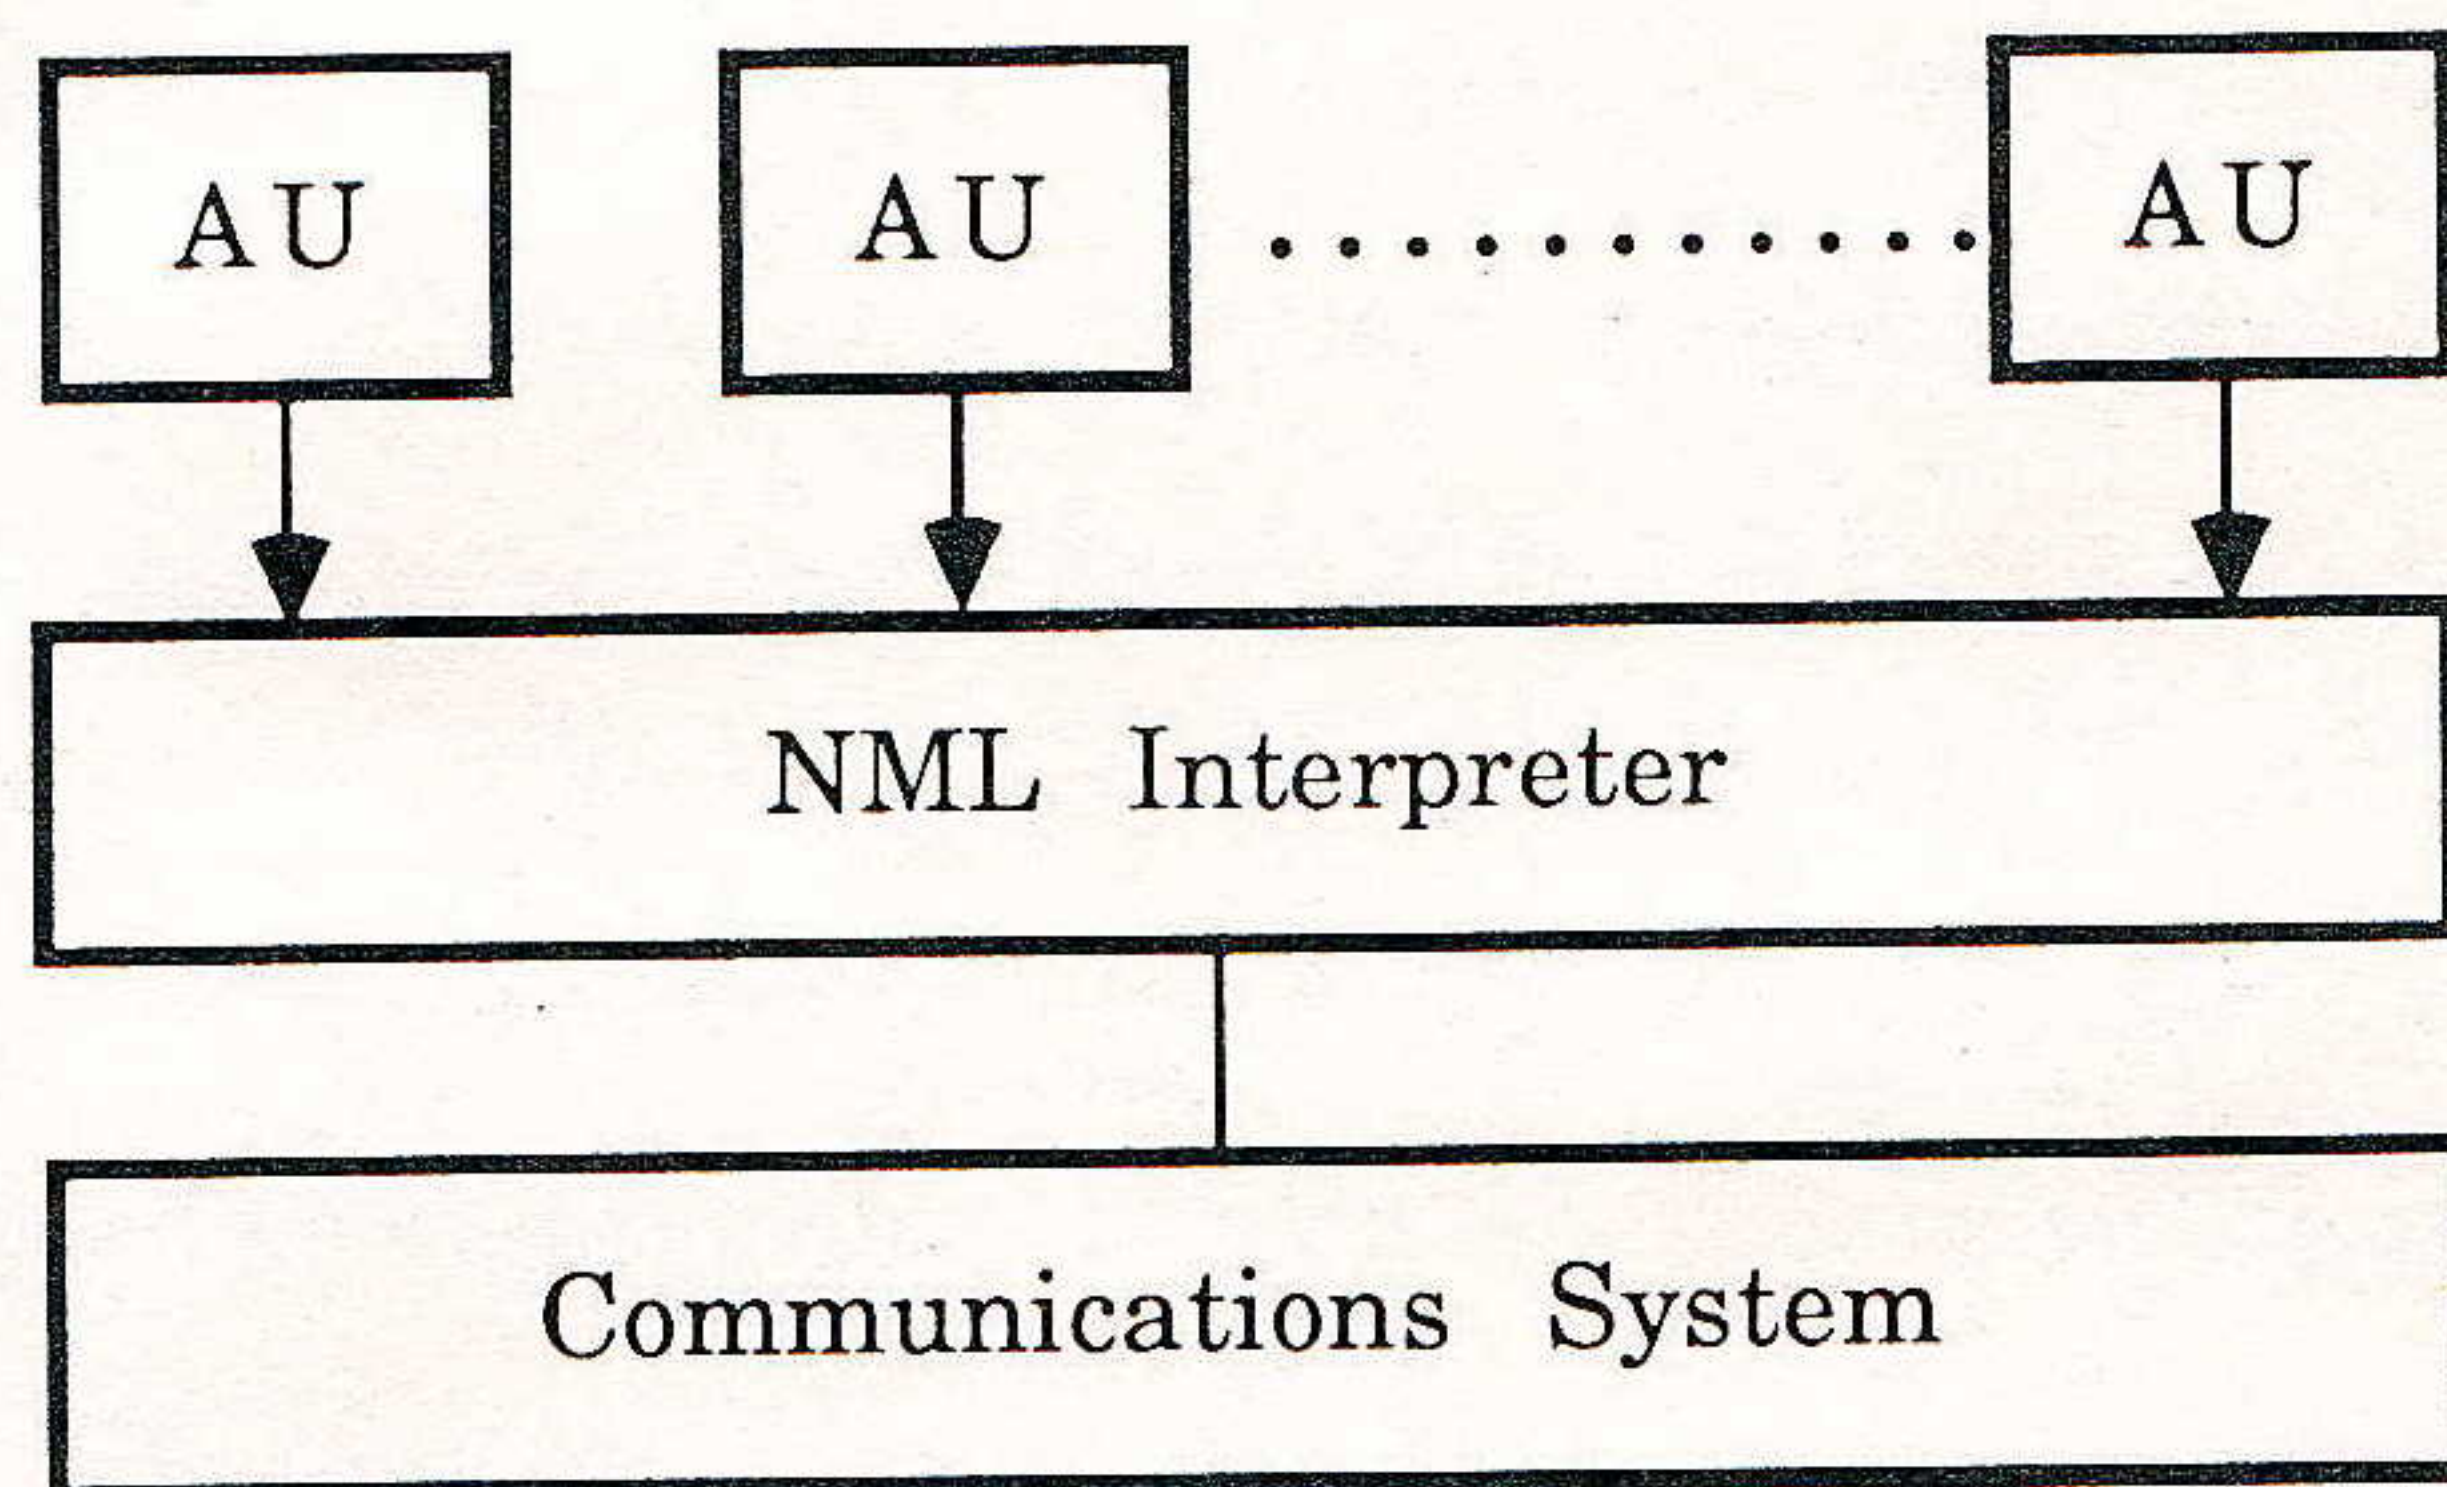 AU AU ........... AU
NML Interpreter
Communications System